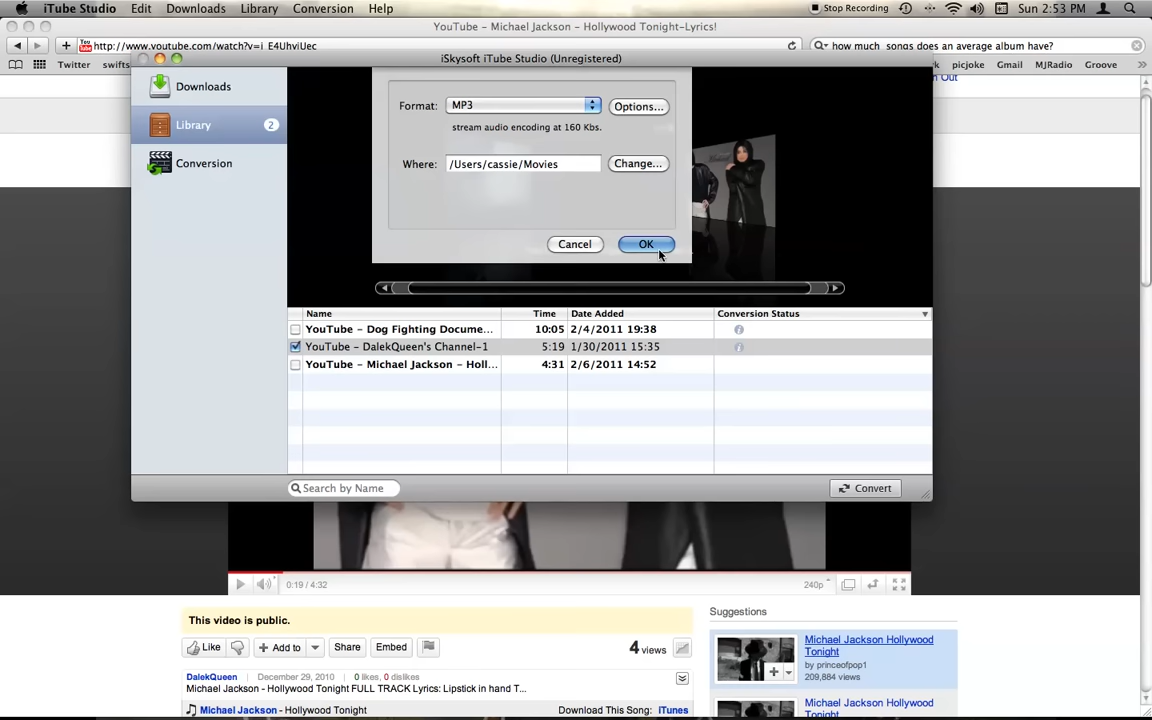 iTube Studio Edit Downloads Library Conversion Help Stop Recording Sun 2:53 PM
YouTube – Michael Jackson – Hollywood Tonight-Lyrics!
http://www.youtube.com/watch?v=j_E4UhviUec how much songs does an average album have?
Twitter swifts picjoke Gmail MJRadio Groove
iSkysoft iTube Studio (Unregistered)
Out
Downloads
Library 2
Conversion
Format: MP3 Options...
stream audio encoding at 160 Kbs.
Where: /Users/cassie/Movies Change...
Cancel OK
Name Time Date Added Conversion Status
YouTube – Dog Fighting Docume... 10:05 2/4/2011 19:38
YouTube – DalekQueen's Channel-1 5:19 1/30/2011 15:35
YouTube – Michael Jackson – Holl... 4:31 2/6/2011 14:52
Search by Name Convert
0:19 / 4:32 240p
This video is public.
Like Add to Share Embed 4 views
DalekQueen December 29, 2010 0 likes, 0 dislikes
Michael Jackson - Hollywood Tonight FULL TRACK Lyrics: Lipstick in hand T...
Michael Jackson - Hollywood Tonight Download This Song: iTunes
Suggestions
Michael Jackson Hollywood
Tonight
by princeofpop1
209,884 views
Michael Jackson Hollywood
Tonight